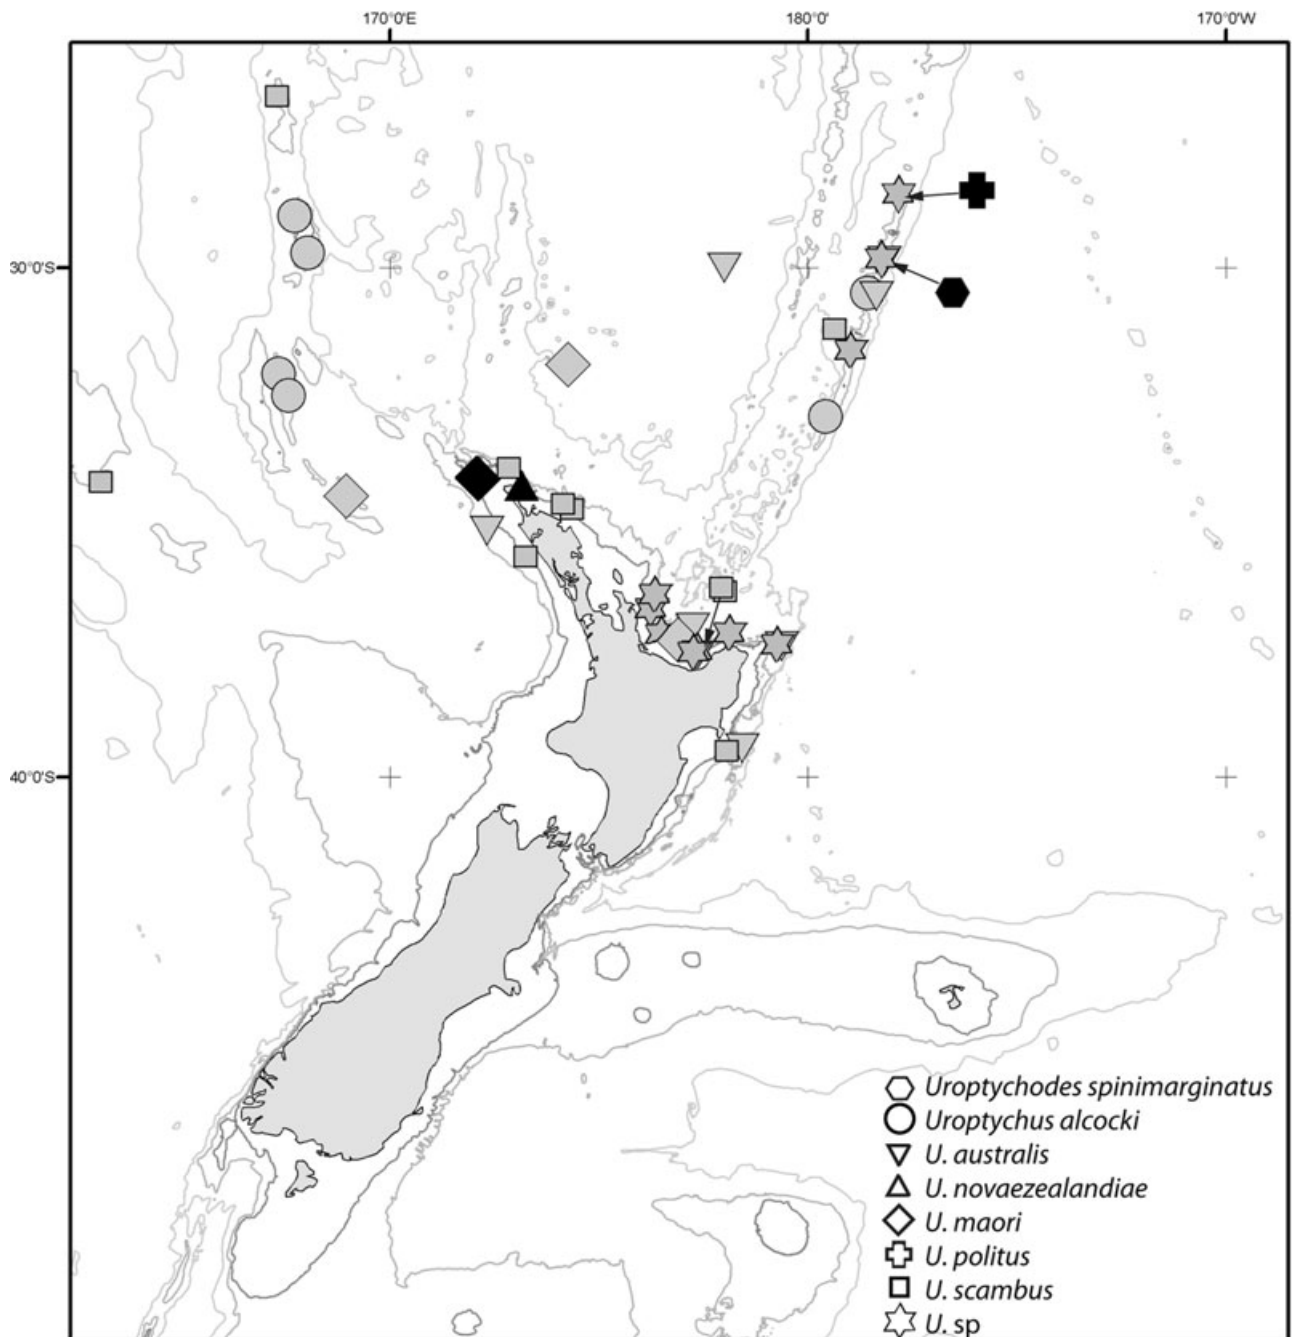 170°0'E 180°0' 170°0'W
30°0'S
40°0'S
Uroptychodes spinimarginatus
Uroptychus alcocki
U. australis
U. novaezealandiae
U. maori
U. politus
U. scambus
U. sp